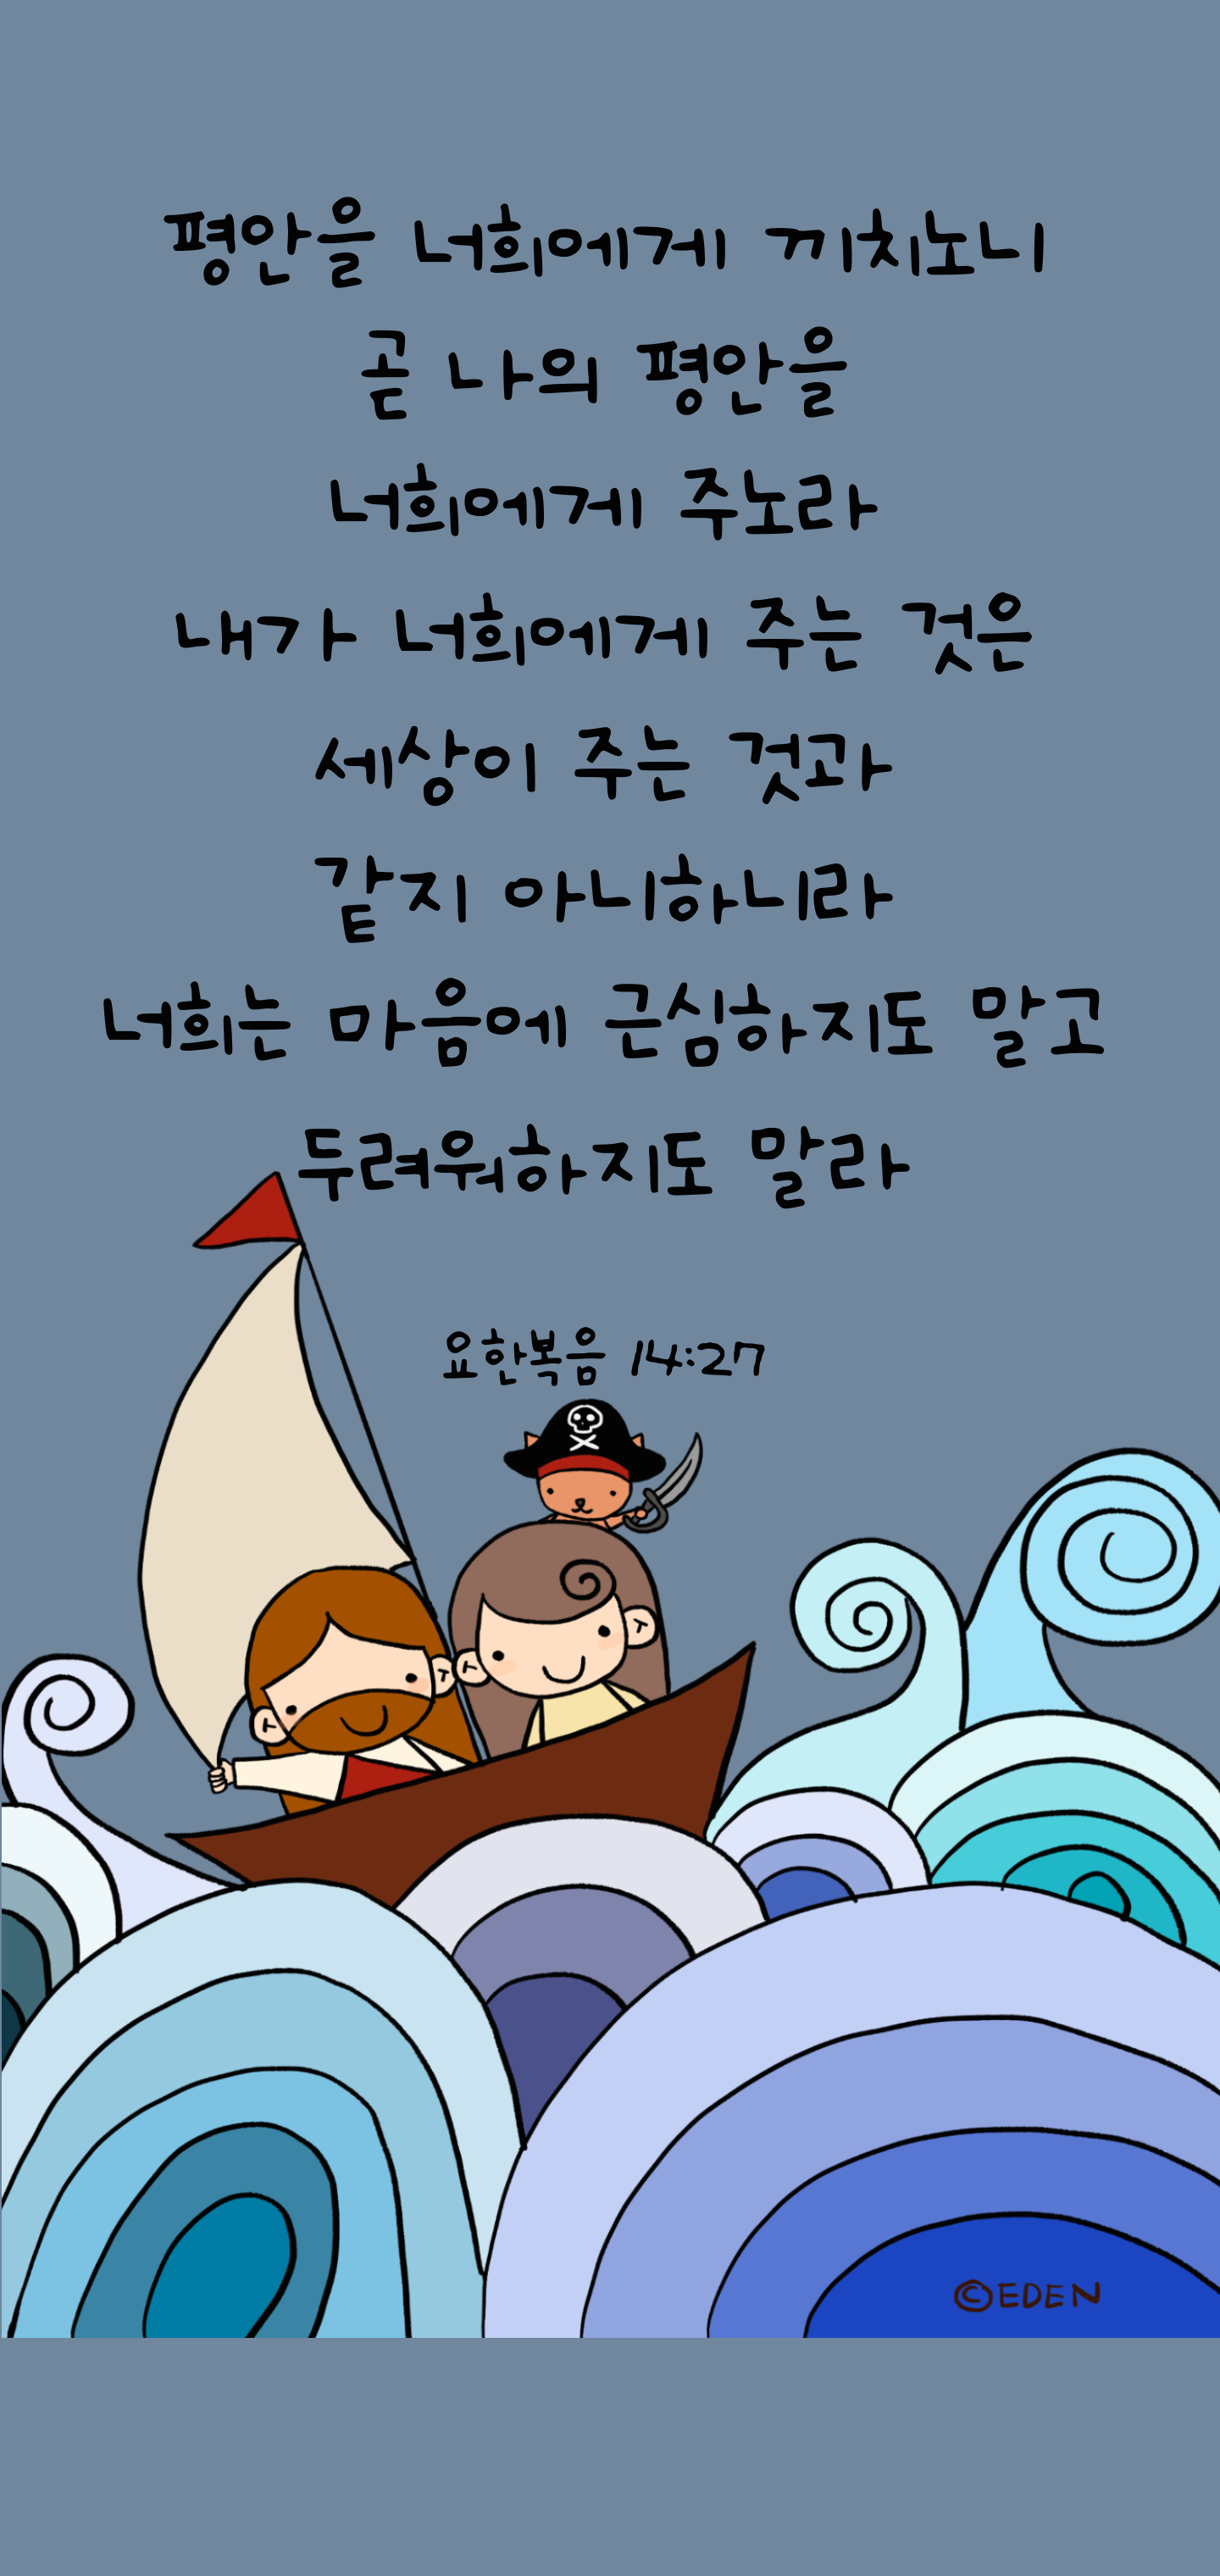 평안을 너희에게 끼치노니
곧 나의 평안을
너희에게 주노라
내가 너희에게 주는 것은
세상이 주는 것과
같지 아니하니라
너희는 마음에 근심하지도 말고
두려워하지도 말라
요한복음 14:27
©EDEN